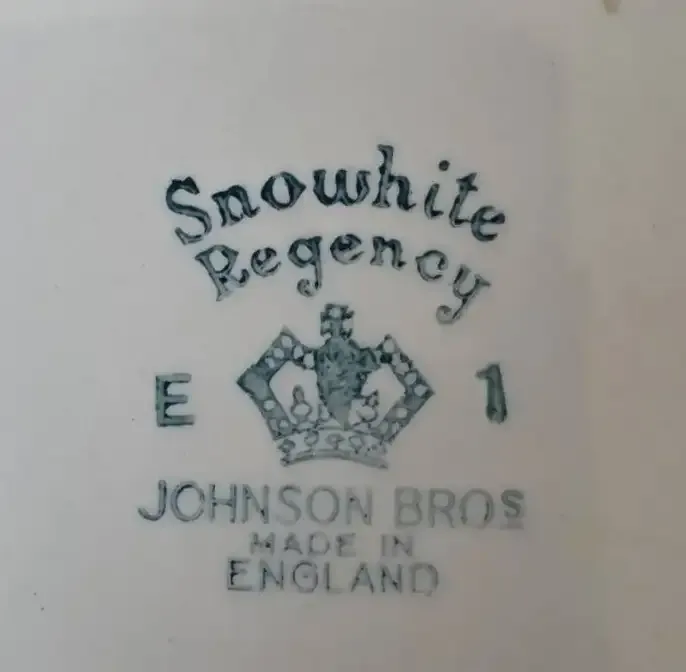 Snowhite
Regency
E 1
JOHNSON BROS
MADE IN
ENGLAND